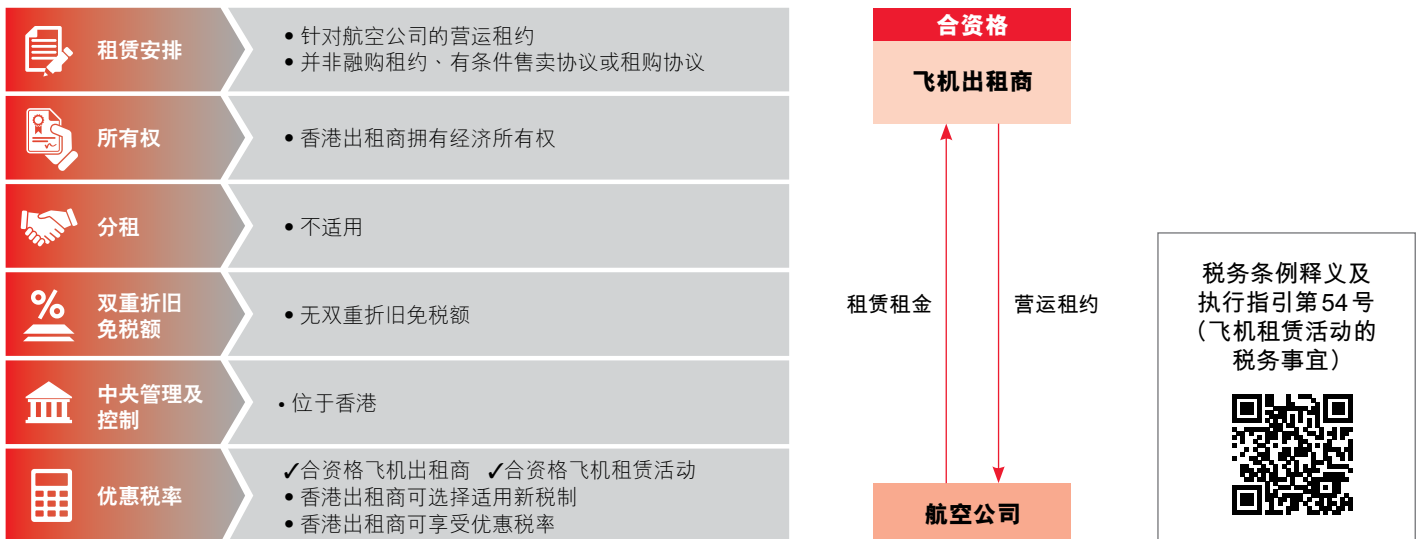 租赁安排
• 针对航空公司的营运租约
• 并非融购租约、有条件售卖协议或租购协议
所有权
• 香港出租商拥有经济所有权
分租
• 不适用
双重折旧
免税额
• 无双重折旧免税额
中央管理及
控制
• 位于香港
优惠税率
✓合资格飞机出租商 ✓合资格飞机租赁活动
• 香港出租商可选择适用新税制
• 香港出租商可享受优惠税率
合资格
飞机出租商
租赁租金
营运租约
航空公司
税务条例释义及
执行指引第54号
（飞机租赁活动的
税务事宜）